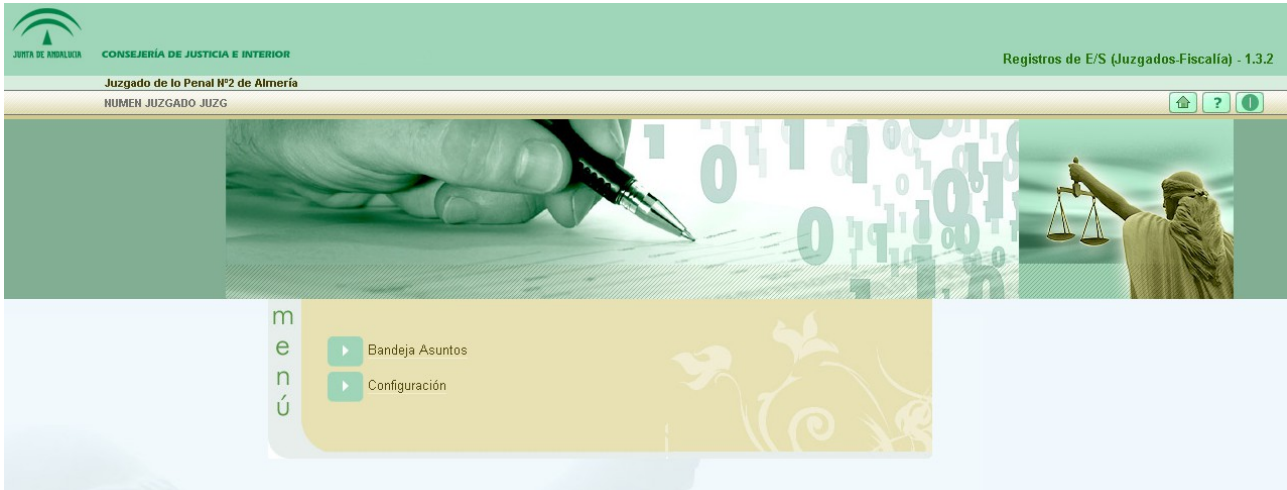 JUNTA DE ANDALUCIA
CONSEJERÍA DE JUSTICIA E INTERIOR
Registros de E/S (Juzgados-Fiscalía) - 1.3.2
Juzgado de lo Penal Nº2 de Almería
NUMEN JUZGADO JUZG
?
menú
Bandeja Asuntos
Configuración